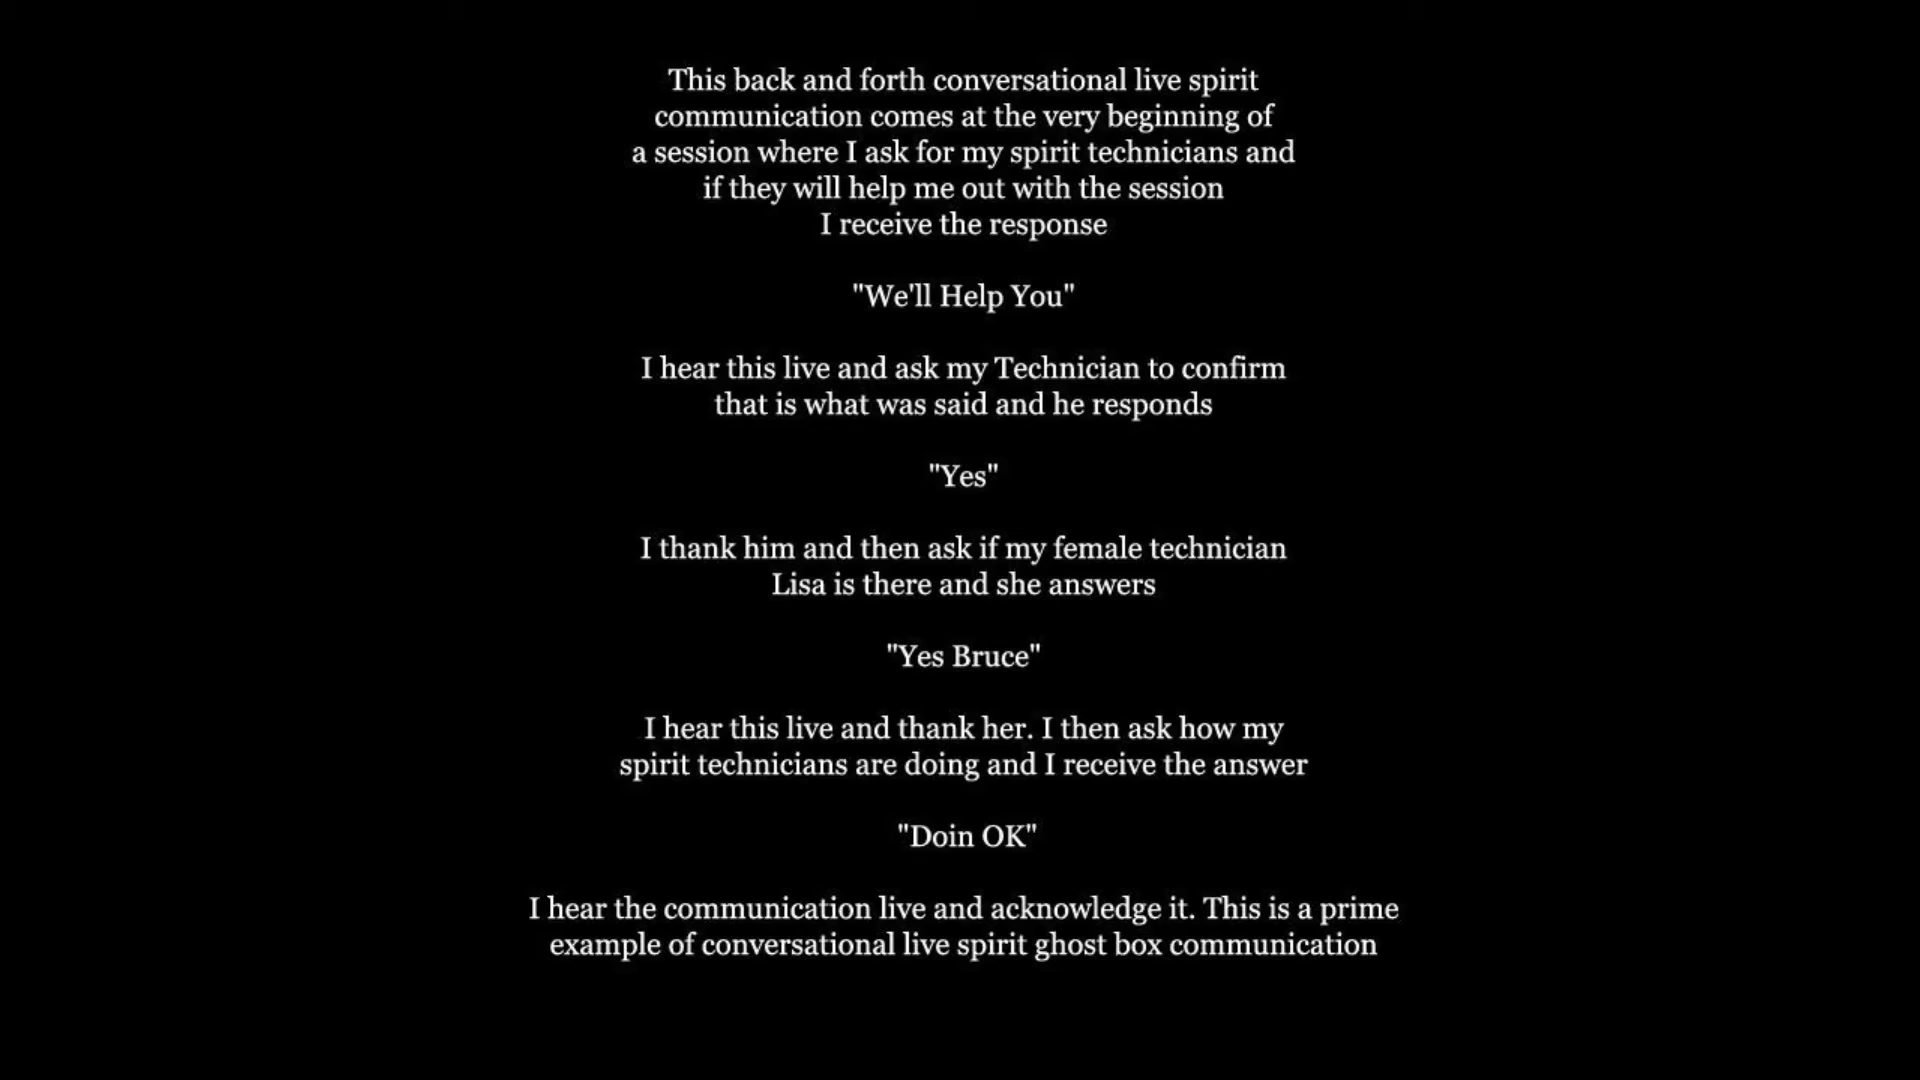 This back and forth conversational live spirit
communication comes at the very beginning of
a session where I ask for my spirit technicians and
if they will help me out with the session
I receive the response
"We'll Help You"
I hear this live and ask my Technician to confirm
that is what was said and he responds
"Yes"
I thank him and then ask if my female technician
Lisa is there and she answers
"Yes Bruce"
I hear this live and thank her. I then ask how my
spirit technicians are doing and I receive the answer
"Doin OK"
I hear the communication live and acknowledge it. This is a prime
example of conversational live spirit ghost box communication